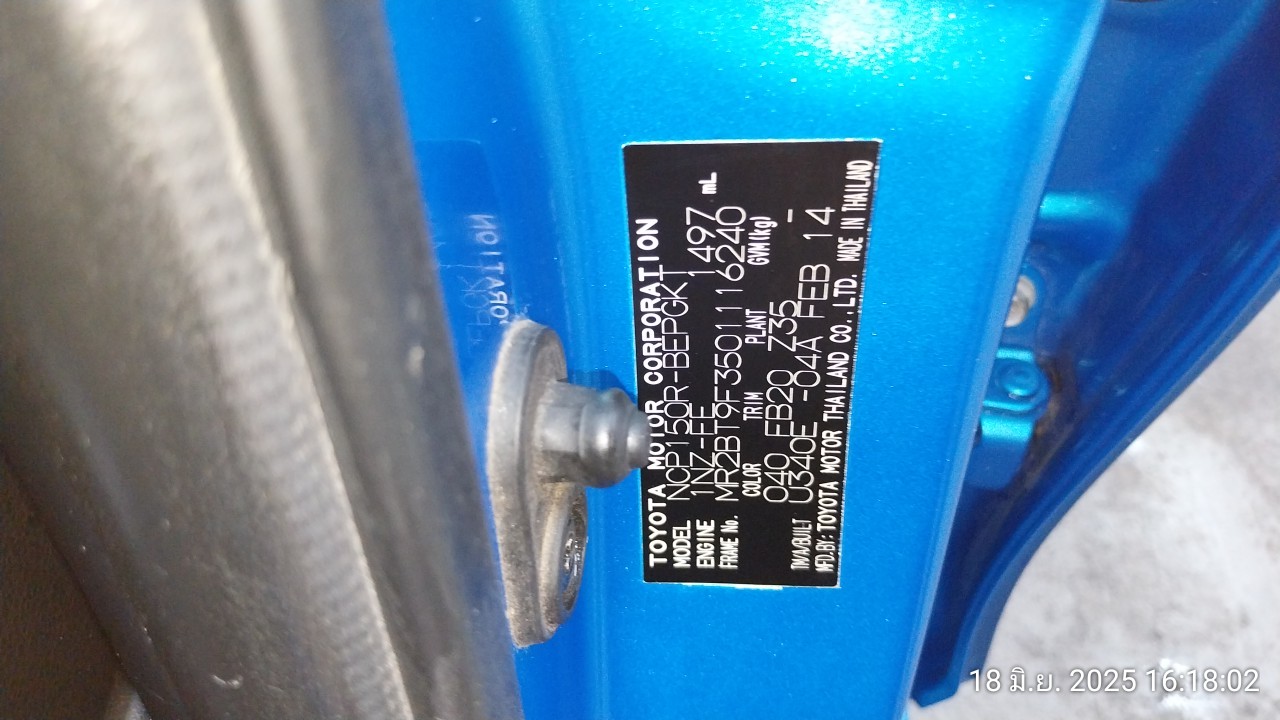 TOYOTA MOTOR CORPORATION
MODEL NCP150R-BEPGKT
ENGINE 1NZ-FE 1497 mL
FRAME No. MR2BT9F3501116240
COLOR TRIM PLANT GVM(kg)
040 FB20 Z35 -
TM/A/BUILT U340E -04A FEB 14
MFD.BY:TOYOTA MOTOR THAILAND CO.,LTD. MADE IN THAILAND
18 มิ.ย. 2025 16:18:02